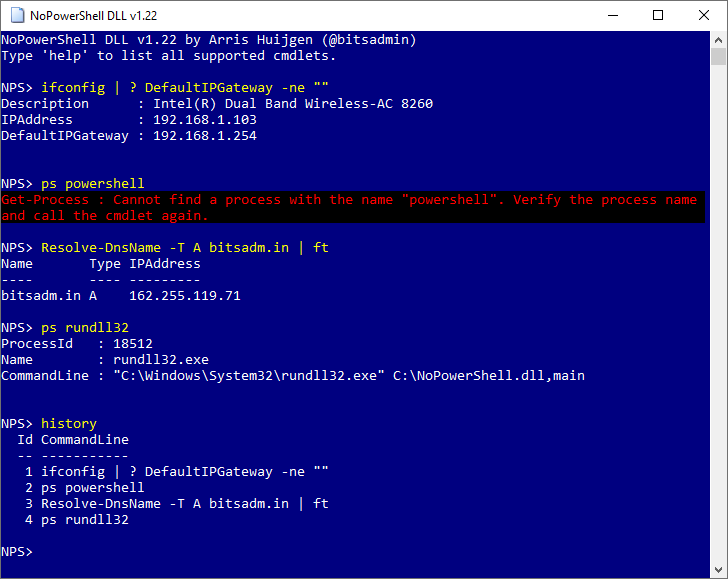 NoPowerShell DLL v1.22
NoPowerShell DLL v1.22 by Arris Huijgen (@bitsadmin)
Type 'help' to list all supported cmdlets.
NPS> ifconfig | ? DefaultIPGateway -ne ""
Description      : Intel(R) Dual Band Wireless-AC 8260
IPAddress        : 192.168.1.103
DefaultIPGateway : 192.168.1.254
NPS> ps powershell
Get-Process : Cannot find a process with the name "powershell". Verify the process name
and call the cmdlet again.
NPS> Resolve-DnsName -T A bitsadm.in | ft
Name       Type IPAddress
----       ---- ---------
bitsadm.in A    162.255.119.71
NPS> ps rundll32
ProcessId   : 18512
Name        : rundll32.exe
CommandLine : "C:\Windows\System32\rundll32.exe" C:\NoPowerShell.dll,main
NPS> history
  Id CommandLine
  -- -----------
   1 ifconfig | ? DefaultIPGateway -ne ""
   2 ps powershell
   3 Resolve-DnsName -T A bitsadm.in | ft
   4 ps rundll32
NPS>